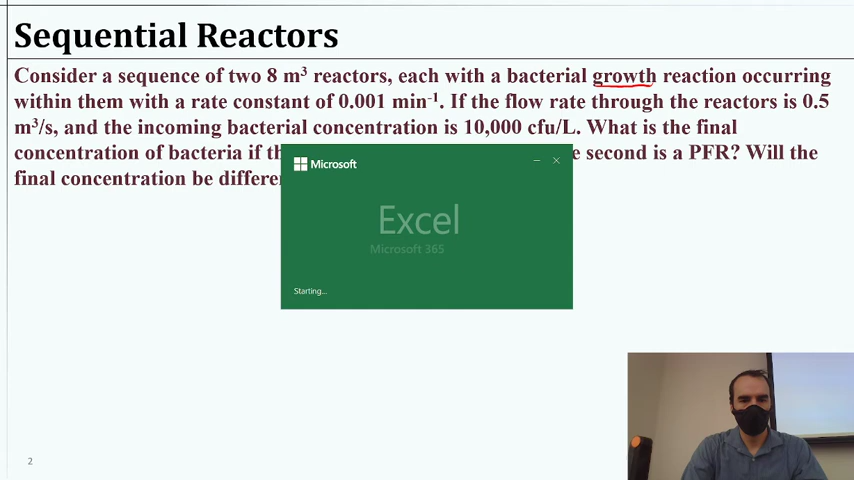 Sequential Reactors
Consider a sequence of two 8 m³ reactors, each with a bacterial growth reaction occurring
within them with a rate constant of 0.001 min⁻¹. If the flow rate through the reactors is 0.5
m³/s, and the incoming bacterial concentration is 10,000 cfu/L. What is the final
concentration of bacteria if th e second is a PFR? Will the
final concentration be differe
Microsoft
Excel
Microsoft 365
Starting...
2